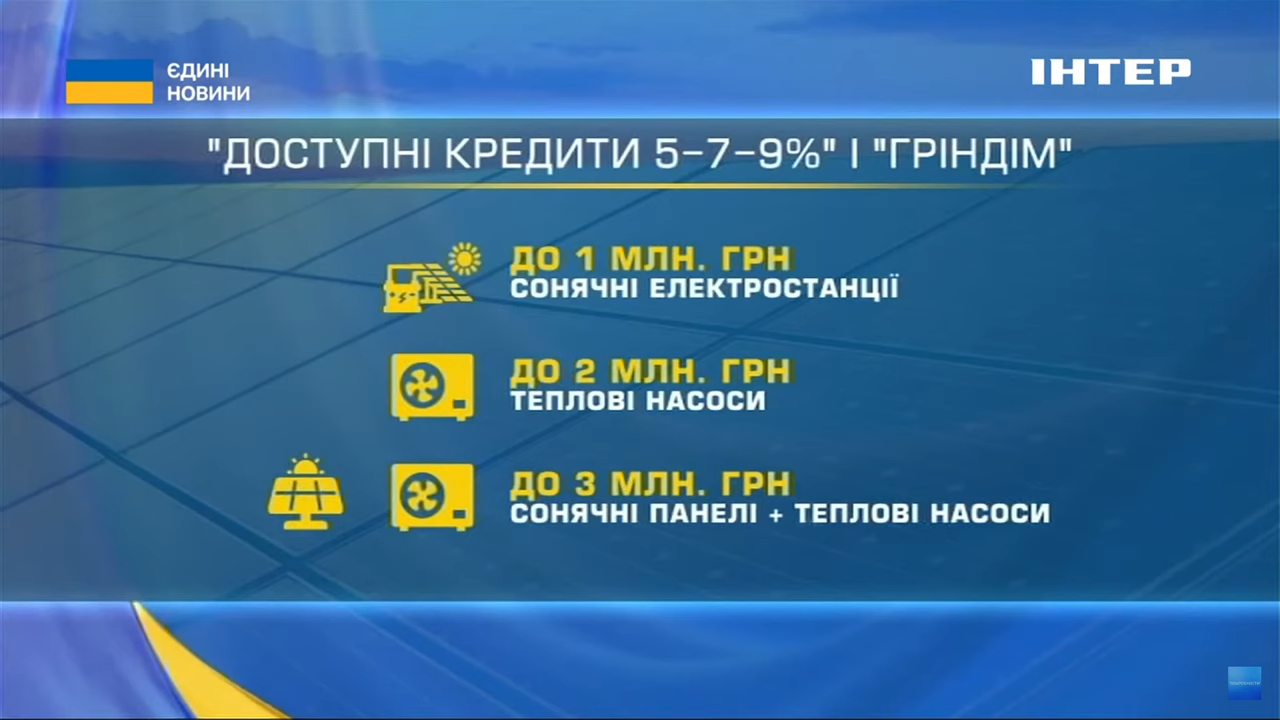 ЄДИНІ
НОВИНИ
ІНТЕР
"ДОСТУПНІ КРЕДИТИ 5–7–9%" І "ГРІНДІМ"
ДО 1 МЛН. ГРН
СОНЯЧНІ ЕЛЕКТРОСТАНЦІЇ
ДО 2 МЛН. ГРН
ТЕПЛОВІ НАСОСИ
ДО 3 МЛН. ГРН
СОНЯЧНІ ПАНЕЛІ + ТЕПЛОВІ НАСОСИ